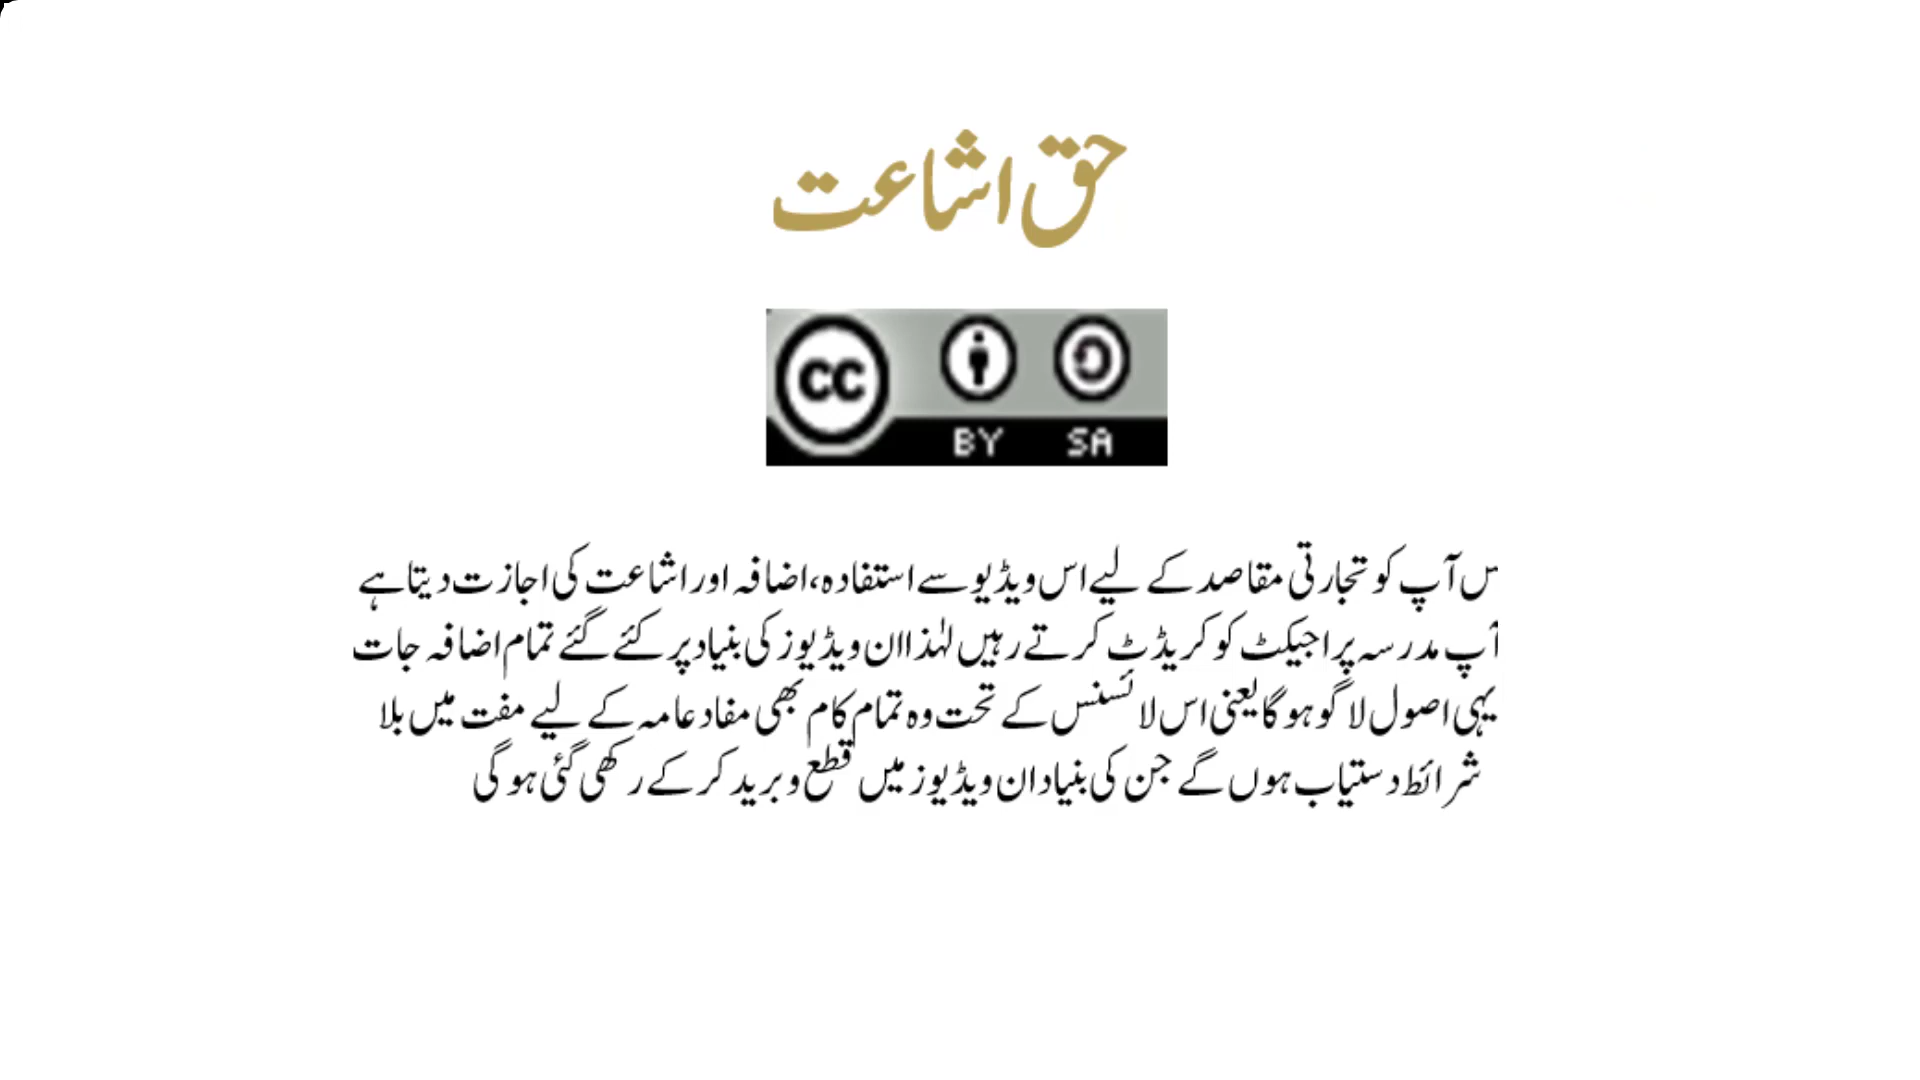 حق اشاعت
cc
BY SA
آپ کو تجارتی مقاصد کے لیے اس ویڈیو سے استفادہ، اضافہ اور اشاعت کی اجازت دیتا ہے
آپ مدرسہ پراجیکٹ کو کریڈٹ کرتے رہیں لہٰذا ان ویڈیوز کی بنیاد پر کئے گئے تمام اضافہ جات
یہی اصول لاگو ہو گا یعنی اس لائسنس کے تحت وہ تمام کام بھی مفاد عامہ کے لیے مفت میں بلا
شرائط دستیاب ہوں گے جن کی بنیاد ان ویڈیوز میں قطع و برید کر کے رکھی گئی ہو گی